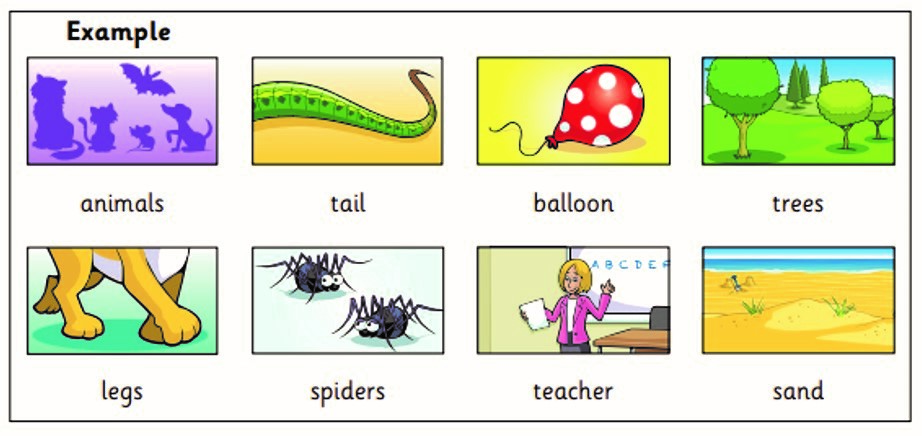 Example
animals tail balloon trees
A B C D E F
legs spiders teacher sand